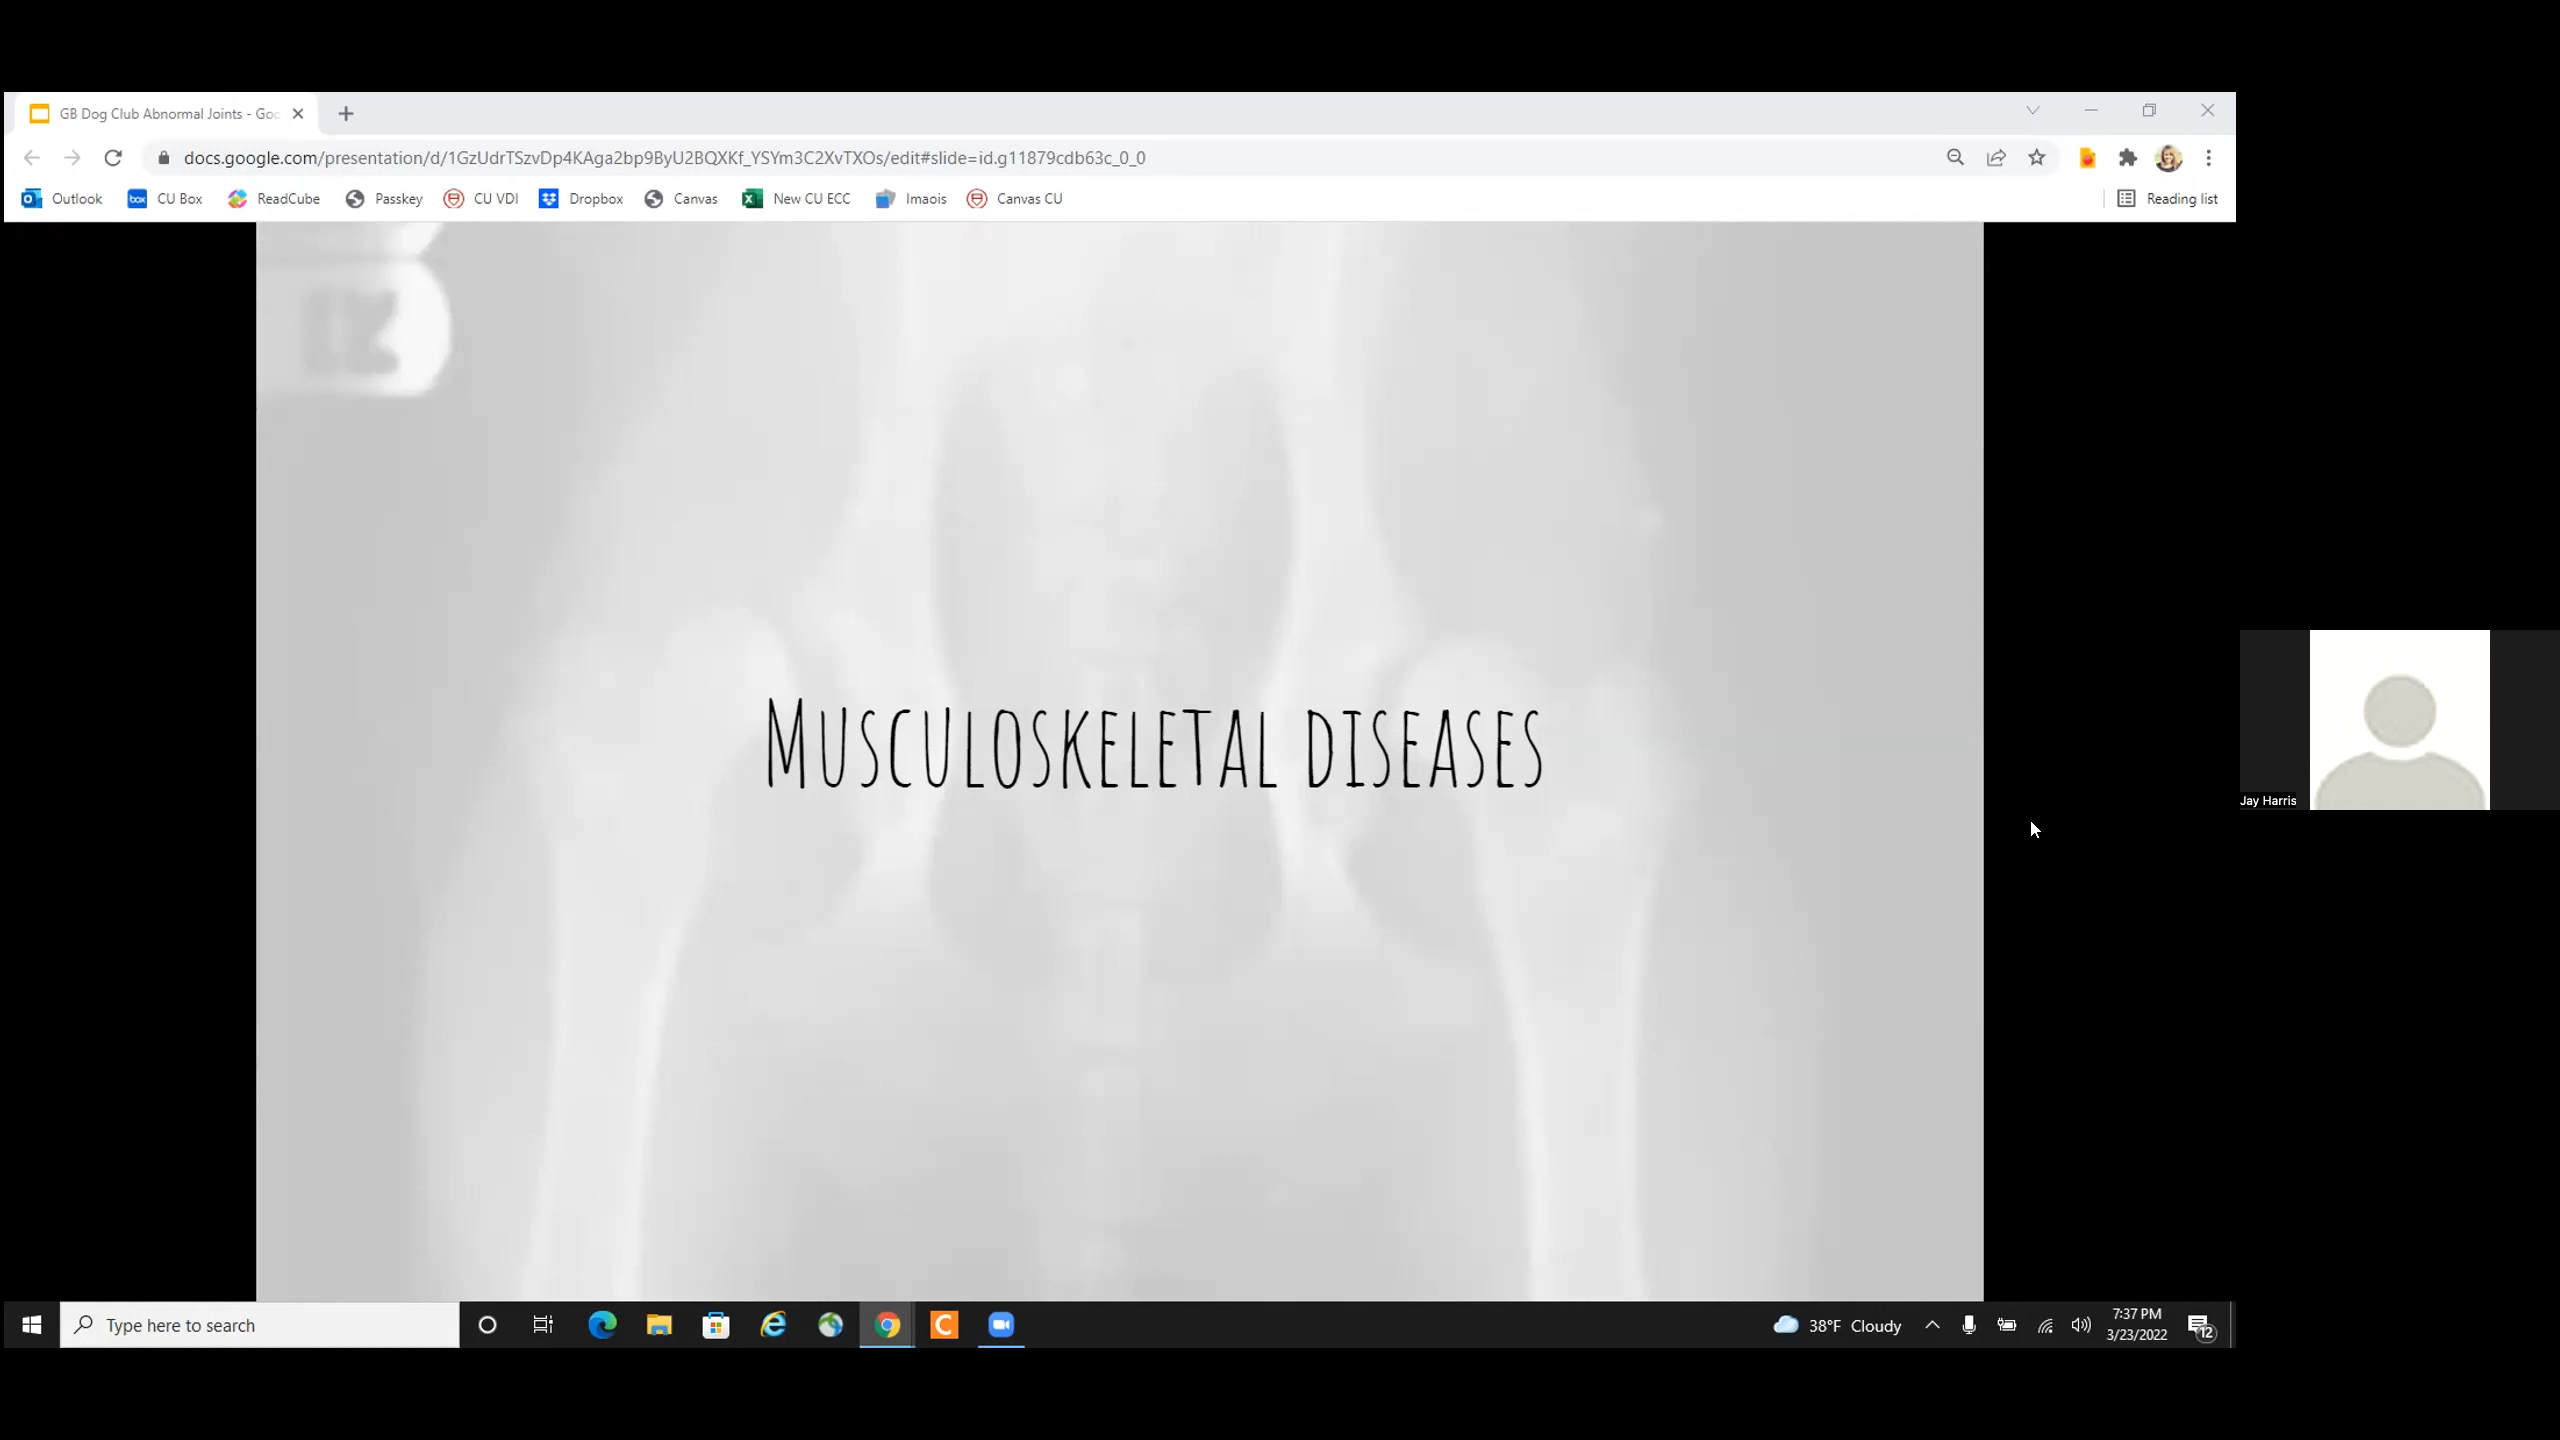 GB Dog Club Abnormal Joints - Goo
docs.google.com/presentation/d/1GzUdrTSzvDp4KAga2bp9ByU2BQXKf_YSYm3C2XvTXOs/edit#slide=id.g11879cdb63c_0_0
Outlook CU Box ReadCube Passkey CU VDI Dropbox Canvas New CU ECC Imaois Canvas CU Reading list
R
MUSCULOSKELETAL DISEASES
Jay Harris
Type here to search
38°F Cloudy
7:37 PM
3/23/2022
12